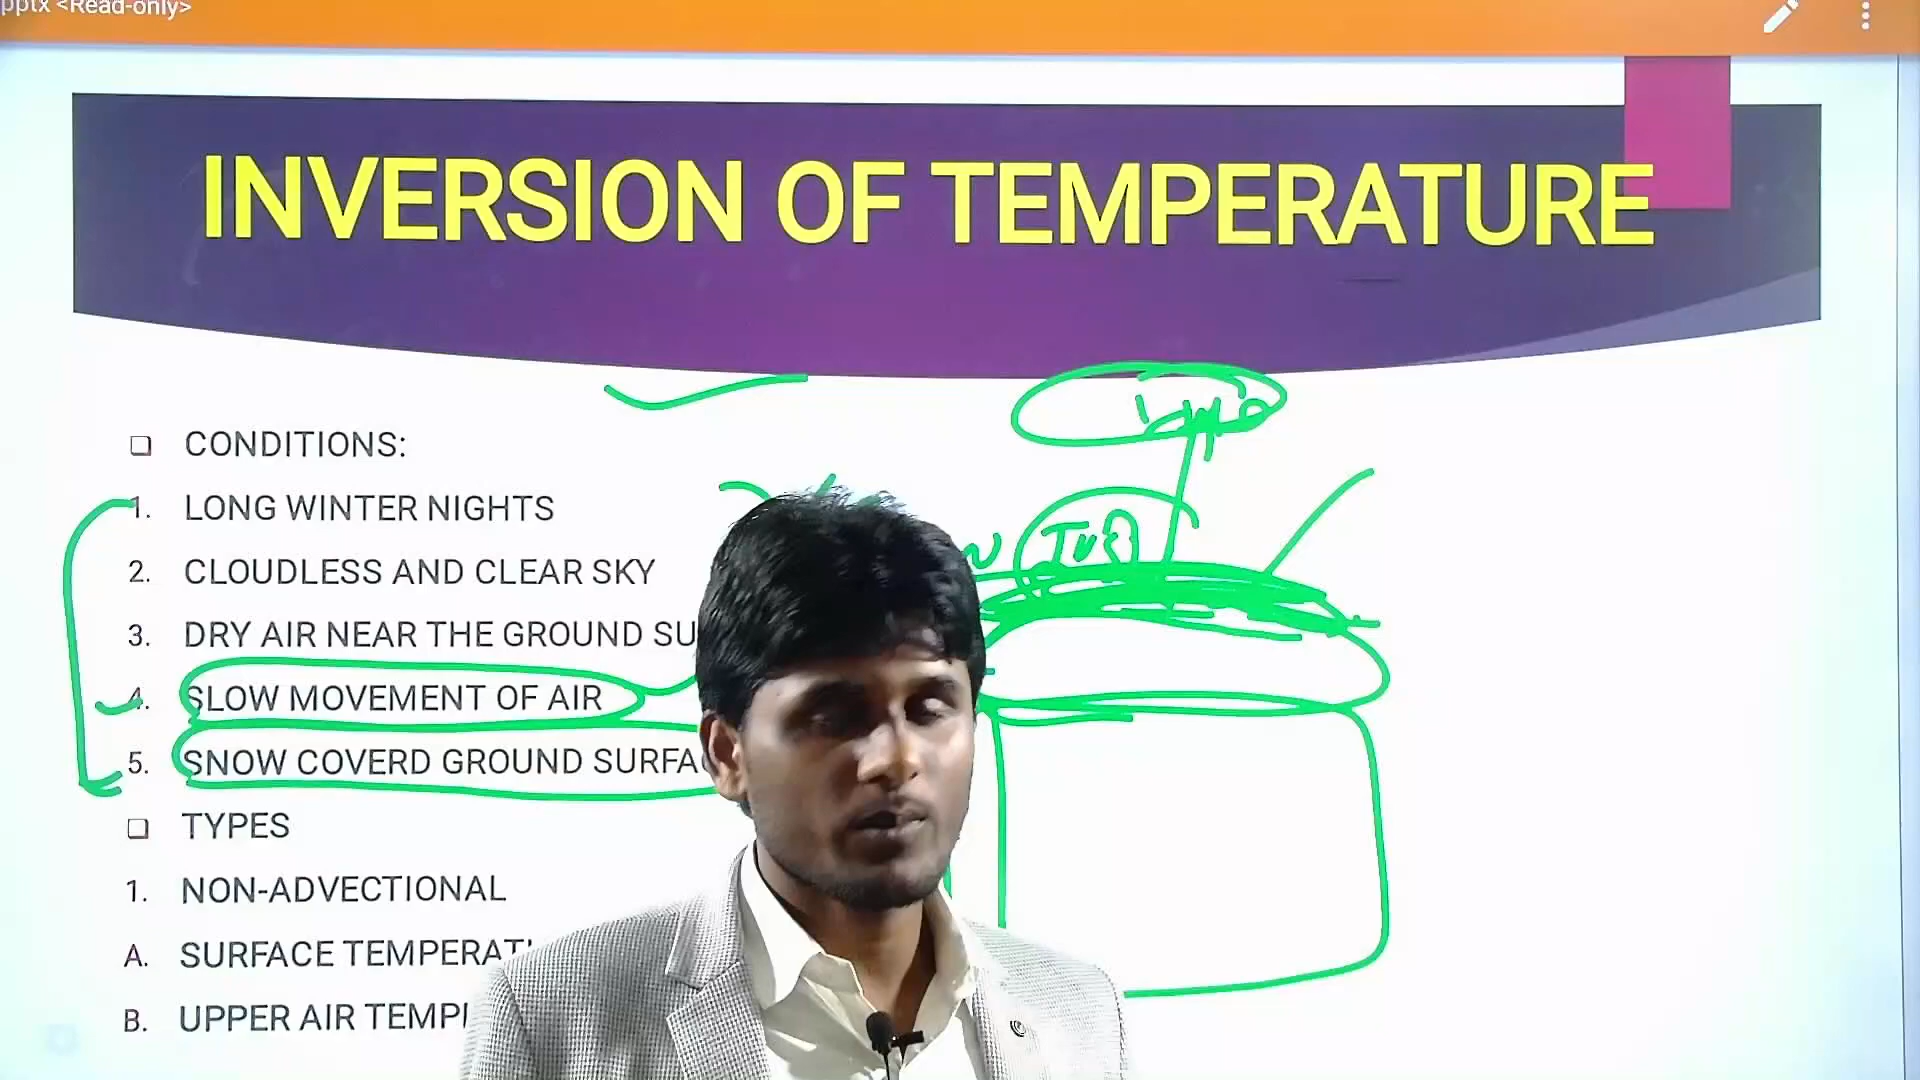 pptx <Read-only>
INVERSION OF TEMPERATURE
CONDITIONS:
1. LONG WINTER NIGHTS
2. CLOUDLESS AND CLEAR SKY
3. DRY AIR NEAR THE GROUND SU
4. SLOW MOVEMENT OF AIR
5. SNOW COVERD GROUND SURFA
TYPES
1. NON-ADVECTIONAL
A. SURFACE TEMPERAT
B. UPPER AIR TEMP